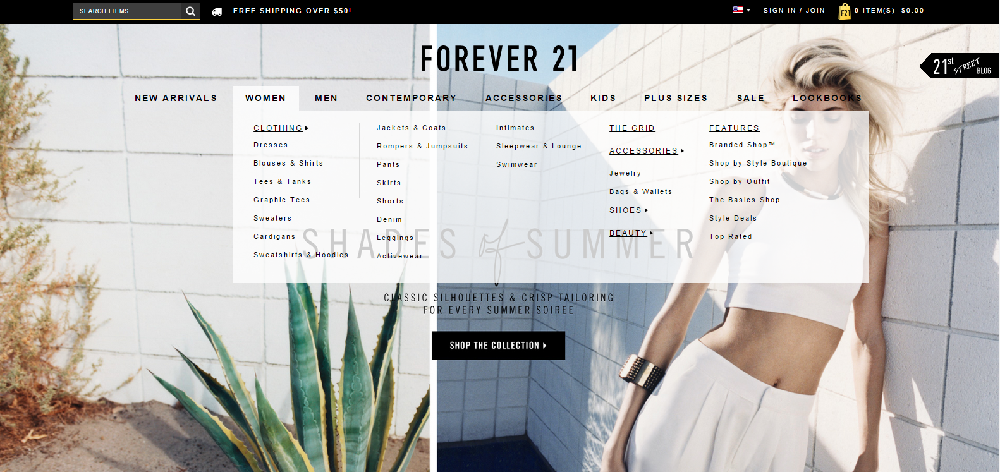 SEARCH ITEMS
...FREE SHIPPING OVER $50!
SIGN IN / JOIN
F21
0 ITEM(S) $0.00
FOREVER 21
21st STREET BLOG
NEW ARRIVALS
WOMEN
MEN
CONTEMPORARY
ACCESSORIES
KIDS
PLUS SIZES
SALE
LOOKBOOKS
CLOTHING
Dresses
Blouses & Shirts
Tees & Tanks
Graphic Tees
Sweaters
Cardigans
Sweatshirts & Hoodies
Jackets & Coats
Rompers & Jumpsuits
Pants
Skirts
Shorts
Denim
Leggings
Activewear
Intimates
Sleepwear & Lounge
Swimwear
THE GRID
ACCESSORIES
Jewelry
Bags & Wallets
SHOES
BEAUTY
FEATURES
Branded Shop™
Shop by Style Boutique
Shop by Outfit
The Basics Shop
Style Deals
Top Rated
SHADES of SUMMER
CLASSIC SILHOUETTES & CRISP TAILORING
FOR EVERY SUMMER SOIREE
SHOP THE COLLECTION